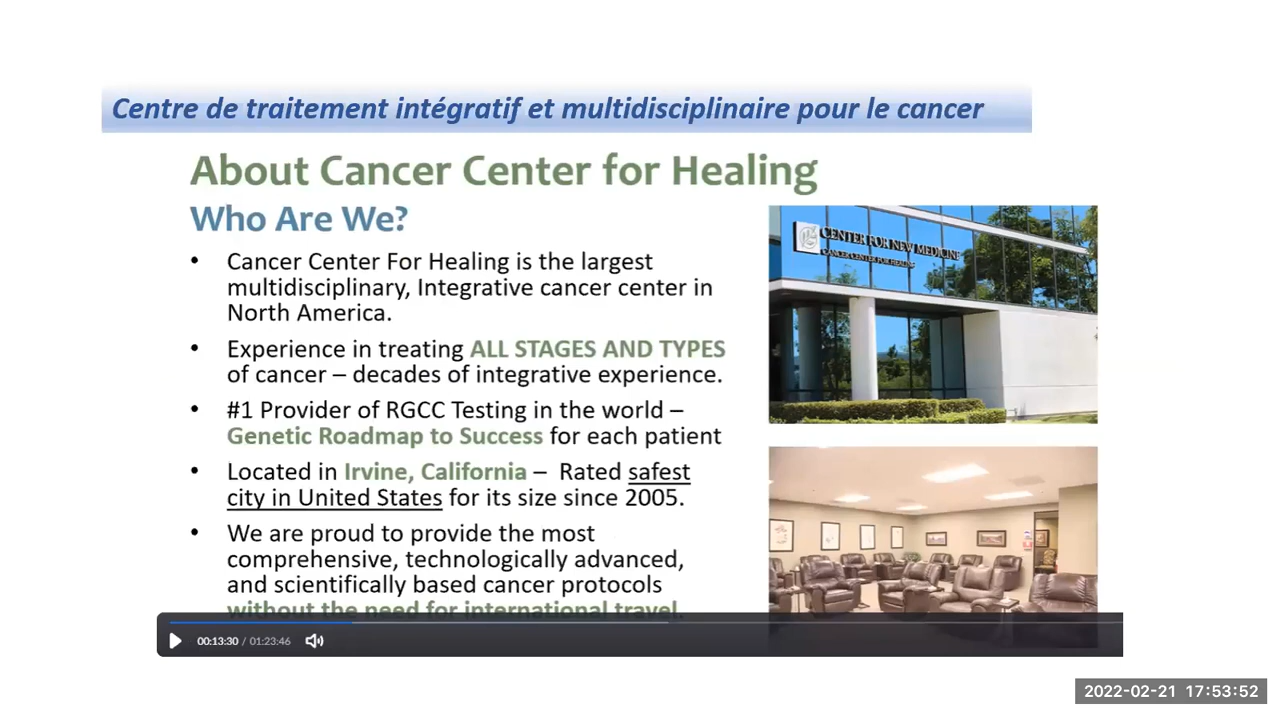 Centre de traitement intégratif et multidisciplinaire pour le cancer
About Cancer Center for Healing
Who Are We?
• Cancer Center For Healing is the largest
multidisciplinary, Integrative cancer center in
North America.
• Experience in treating ALL STAGES AND TYPES
of cancer – decades of integrative experience.
• #1 Provider of RGCC Testing in the world –
Genetic Roadmap to Success for each patient
• Located in Irvine, California – Rated safest
city in United States for its size since 2005.
• We are proud to provide the most
comprehensive, technologically advanced,
and scientifically based cancer protocols
without the need for international travel.
CENTER FOR NEW MEDICINE
CANCER CENTER FOR HEALING
00:13:30 / 01:23:46
2022-02-21 17:53:52